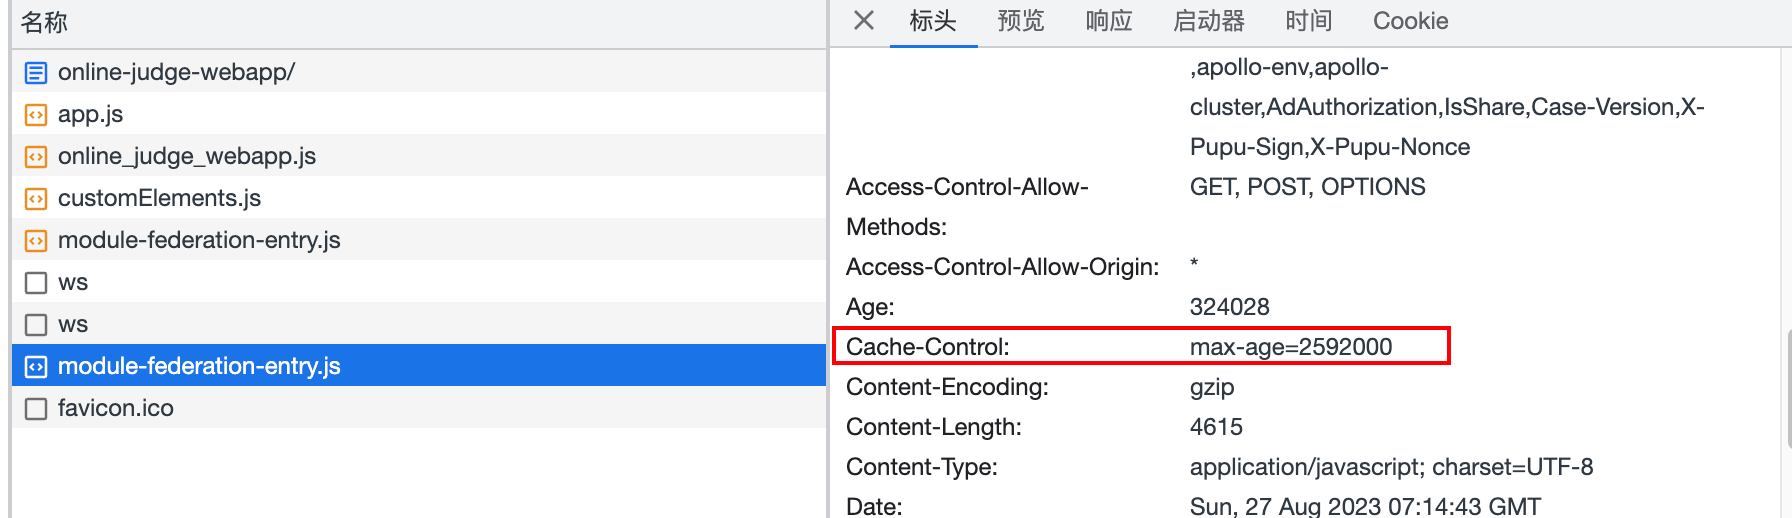 名称
online-judge-webapp/
app.js
online_judge_webapp.js
customElements.js
module-federation-entry.js
ws
ws
module-federation-entry.js
favicon.ico
标头 预览 响应 启动器 时间 Cookie
,apollo-env,apollo-
cluster,AdAuthorization,IsShare,Case-Version,X-
Pupu-Sign,X-Pupu-Nonce
Access-Control-Allow- GET, POST, OPTIONS
Methods:
Access-Control-Allow-Origin: *
Age: 324028
Cache-Control: max-age=2592000
Content-Encoding: gzip
Content-Length: 4615
Content-Type: application/javascript; charset=UTF-8
Date: Sun, 27 Aug 2023 07:14:43 GMT